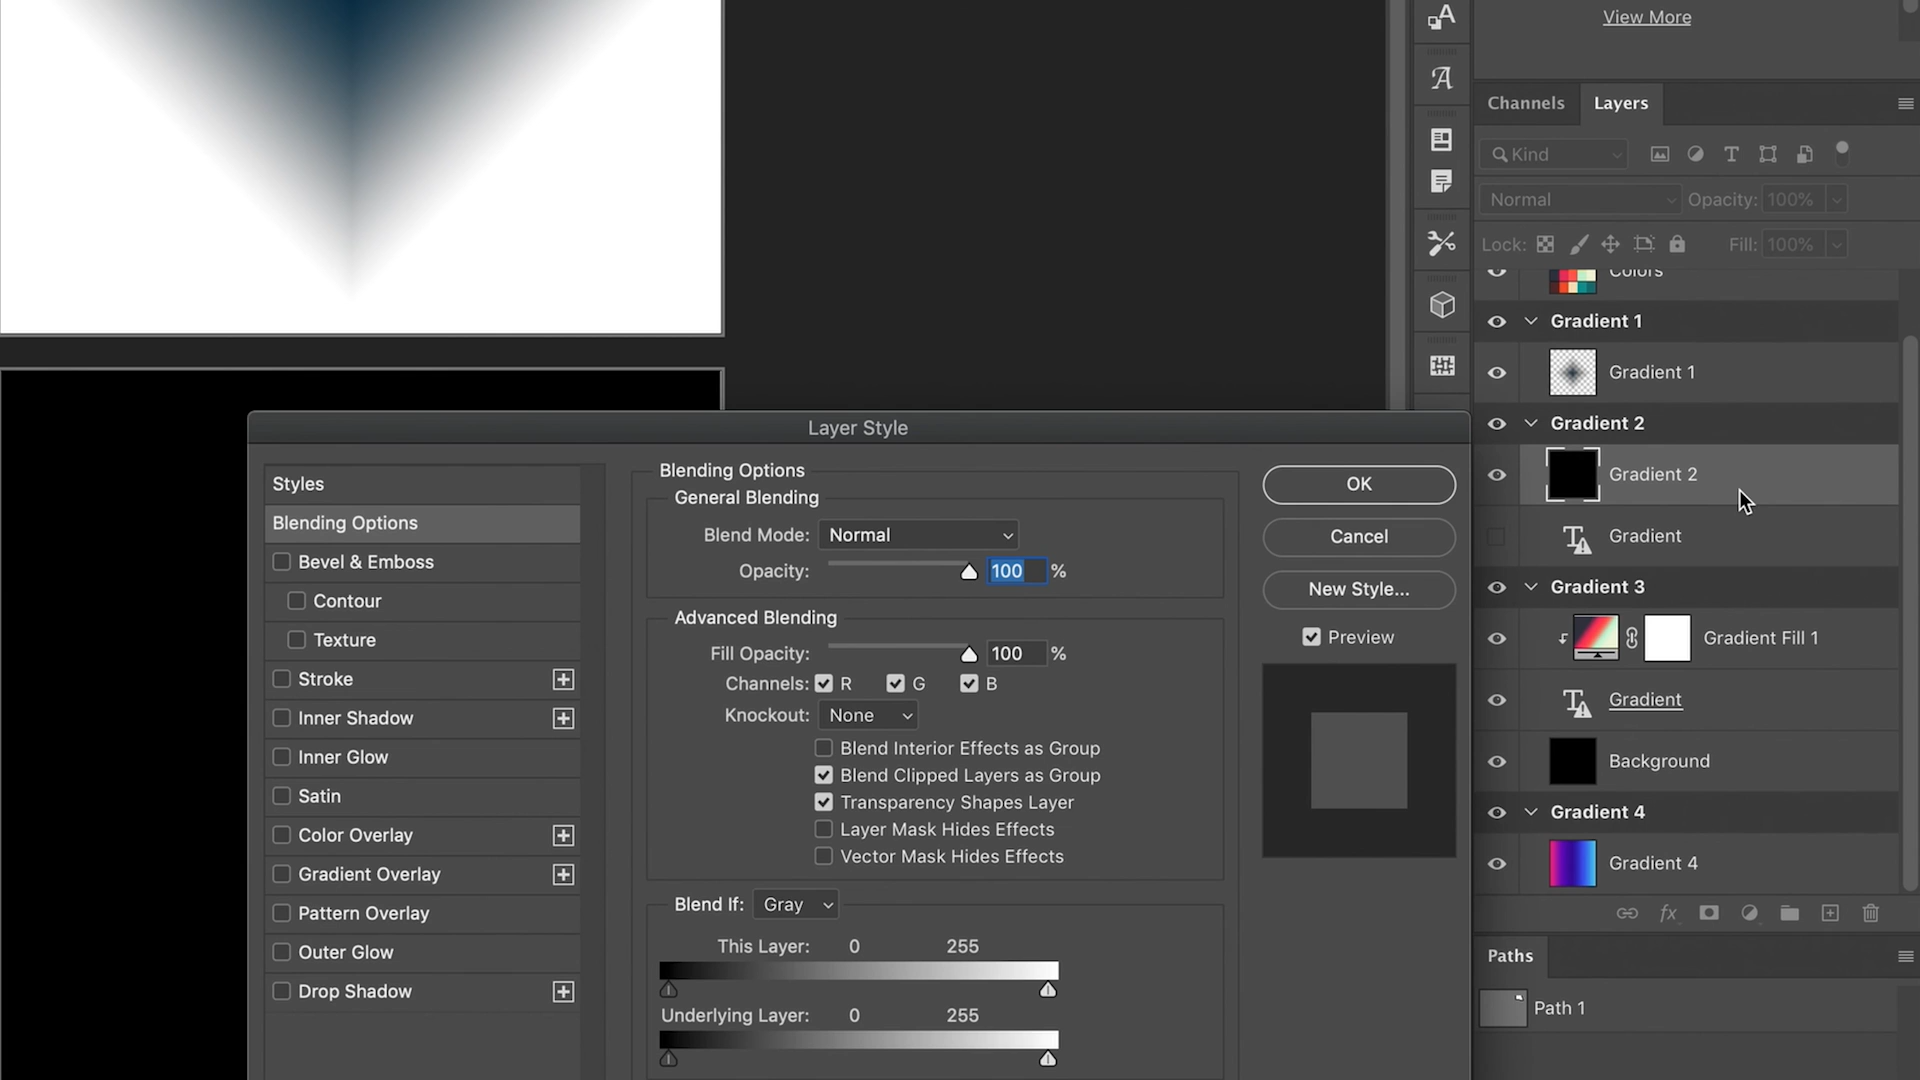 View More
Channels
Layers
Kind
Normal
Opacity: 100%
Lock:
Fill: 100%
Colors
Gradient 1
Gradient 1
Gradient 2
Gradient 2
Gradient
Gradient 3
Gradient Fill 1
Gradient
Background
Gradient 4
Gradient 4
fx
Paths
Path 1
Layer Style
Styles
Blending Options
Bevel & Emboss
Contour
Texture
Stroke
Inner Shadow
Inner Glow
Satin
Color Overlay
Gradient Overlay
Pattern Overlay
Outer Glow
Drop Shadow
Blending Options
General Blending
Blend Mode: Normal
Opacity: 100 %
Advanced Blending
Fill Opacity: 100 %
Channels: R G B
Knockout: None
Blend Interior Effects as Group
Blend Clipped Layers as Group
Transparency Shapes Layer
Layer Mask Hides Effects
Vector Mask Hides Effects
Blend If: Gray
This Layer: 0 255
Underlying Layer: 0 255
OK
Cancel
New Style...
Preview